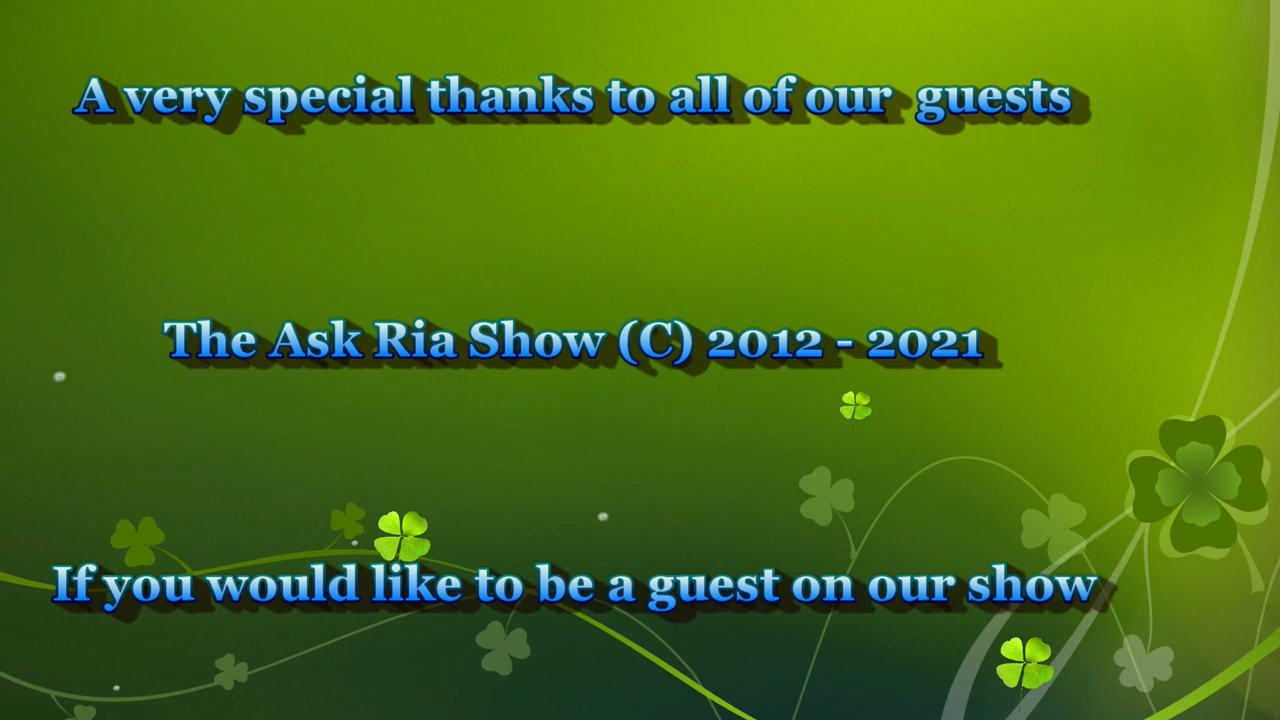 A very special thanks to all of our  guests
The Ask Ria Show (C) 2012 - 2021
If you would like to be a guest on our show